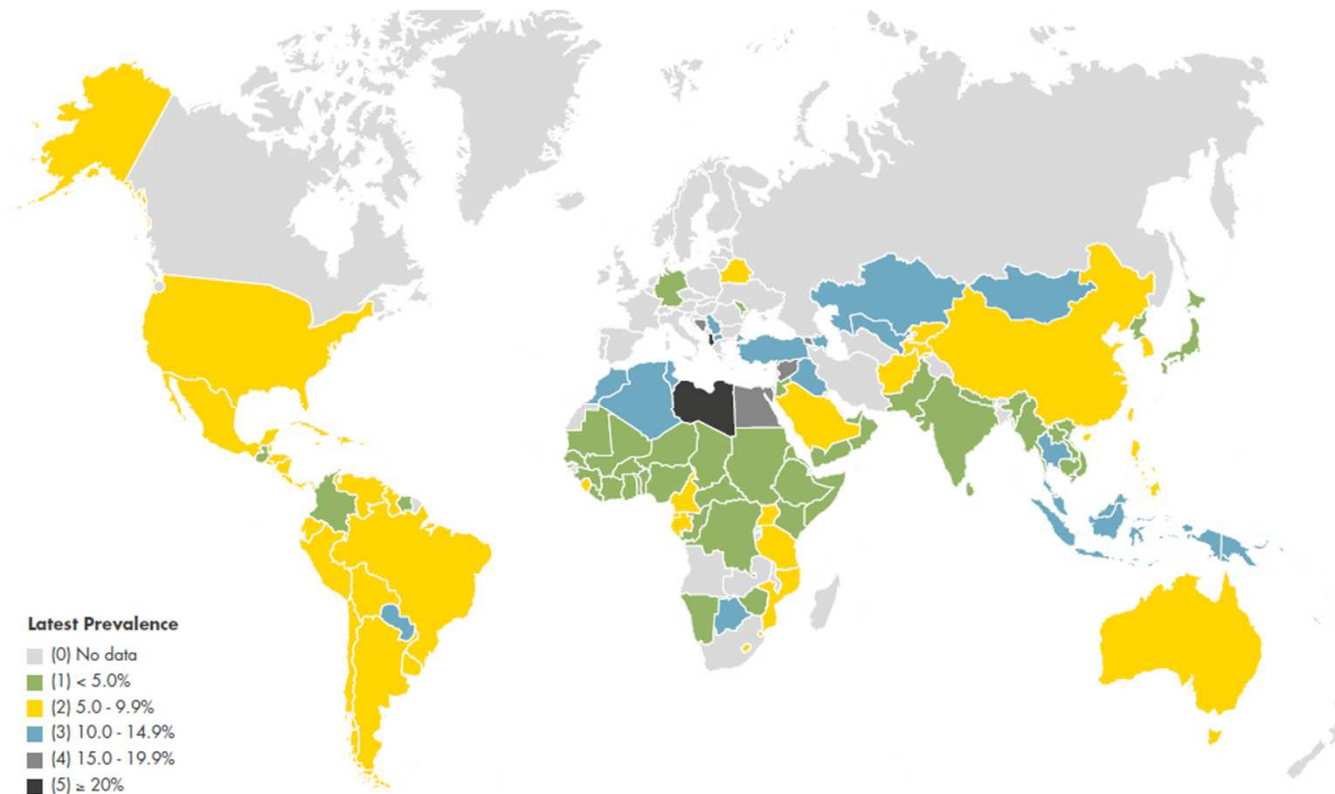 Latest Prevalence
(0) No data
(1) < 5.0%
(2) 5.0 - 9.9%
(3) 10.0 - 14.9%
(4) 15.0 - 19.9%
(5) ≥ 20%